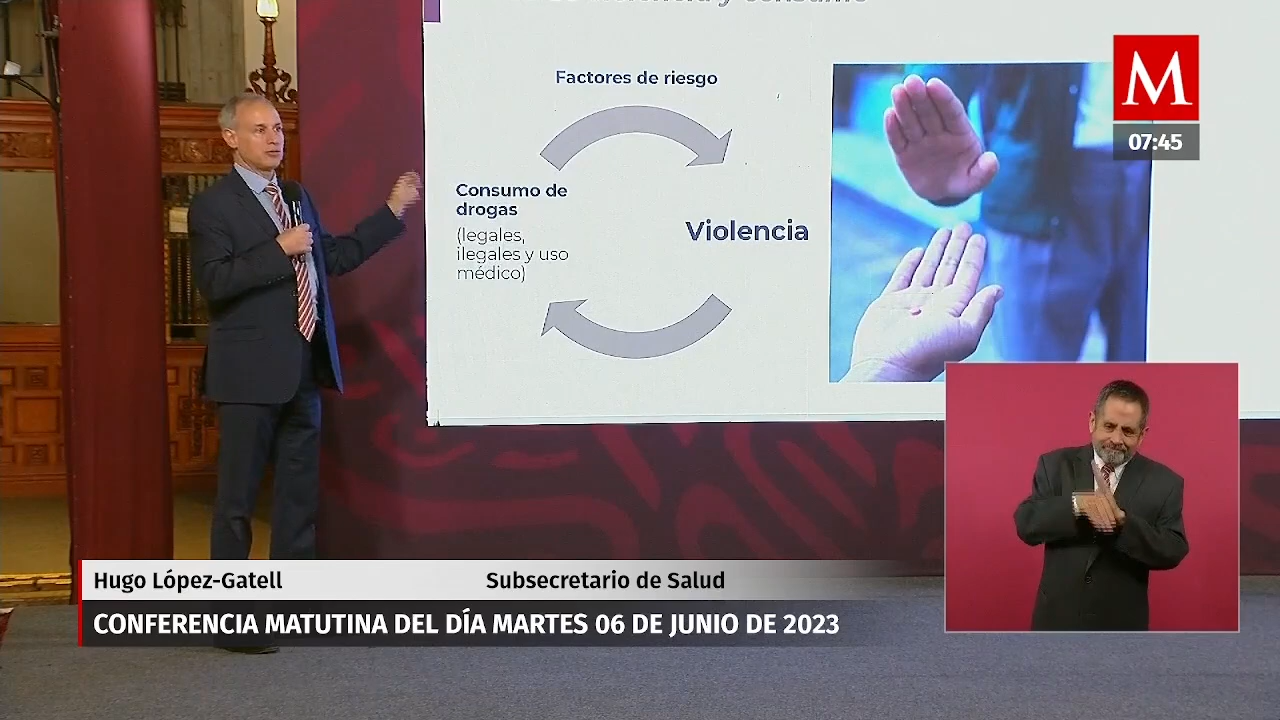 Factores de riesgo
M
07:45
Consumo de
drogas
(legales,
ilegales y uso
médico)
Violencia
Hugo López-Gatell Subsecretario de Salud
CONFERENCIA MATUTINA DEL DÍA MARTES 06 DE JUNIO DE 2023